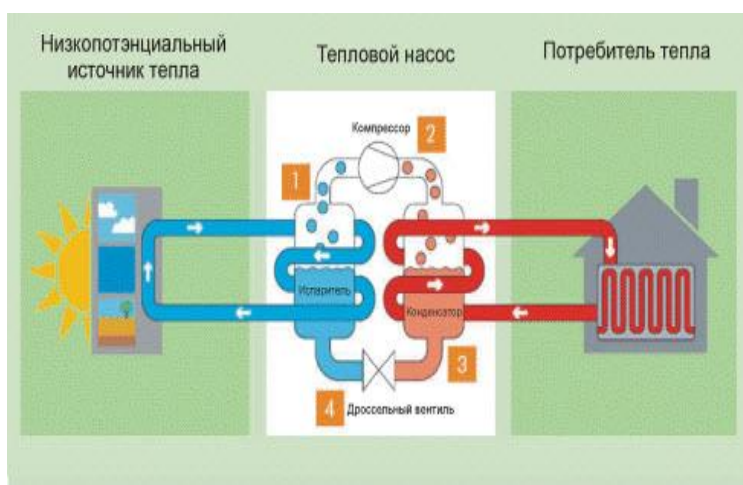 Низкопотэнциальный
источник тепла
Тепловой насос
Потребитель тепла
Компрессор
2
1
Испаритель
Конденсатор
3
4
Дроссельный вентиль